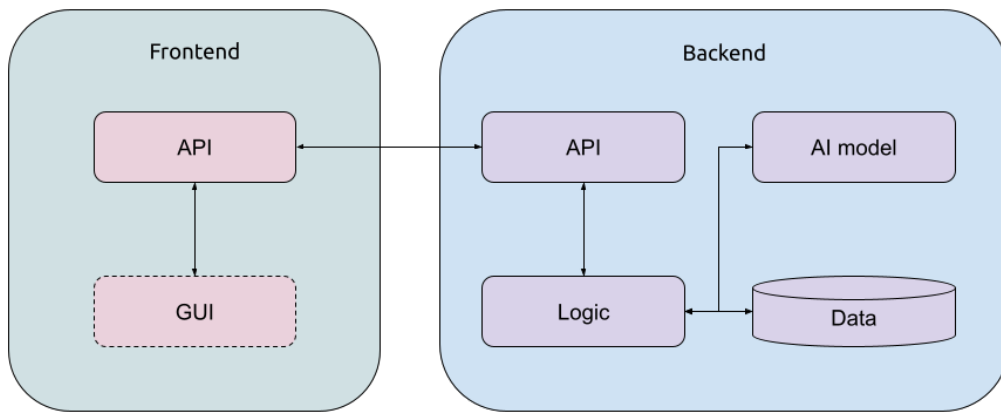 Frontend
Backend
API
API
AI model
GUI
Logic
Data